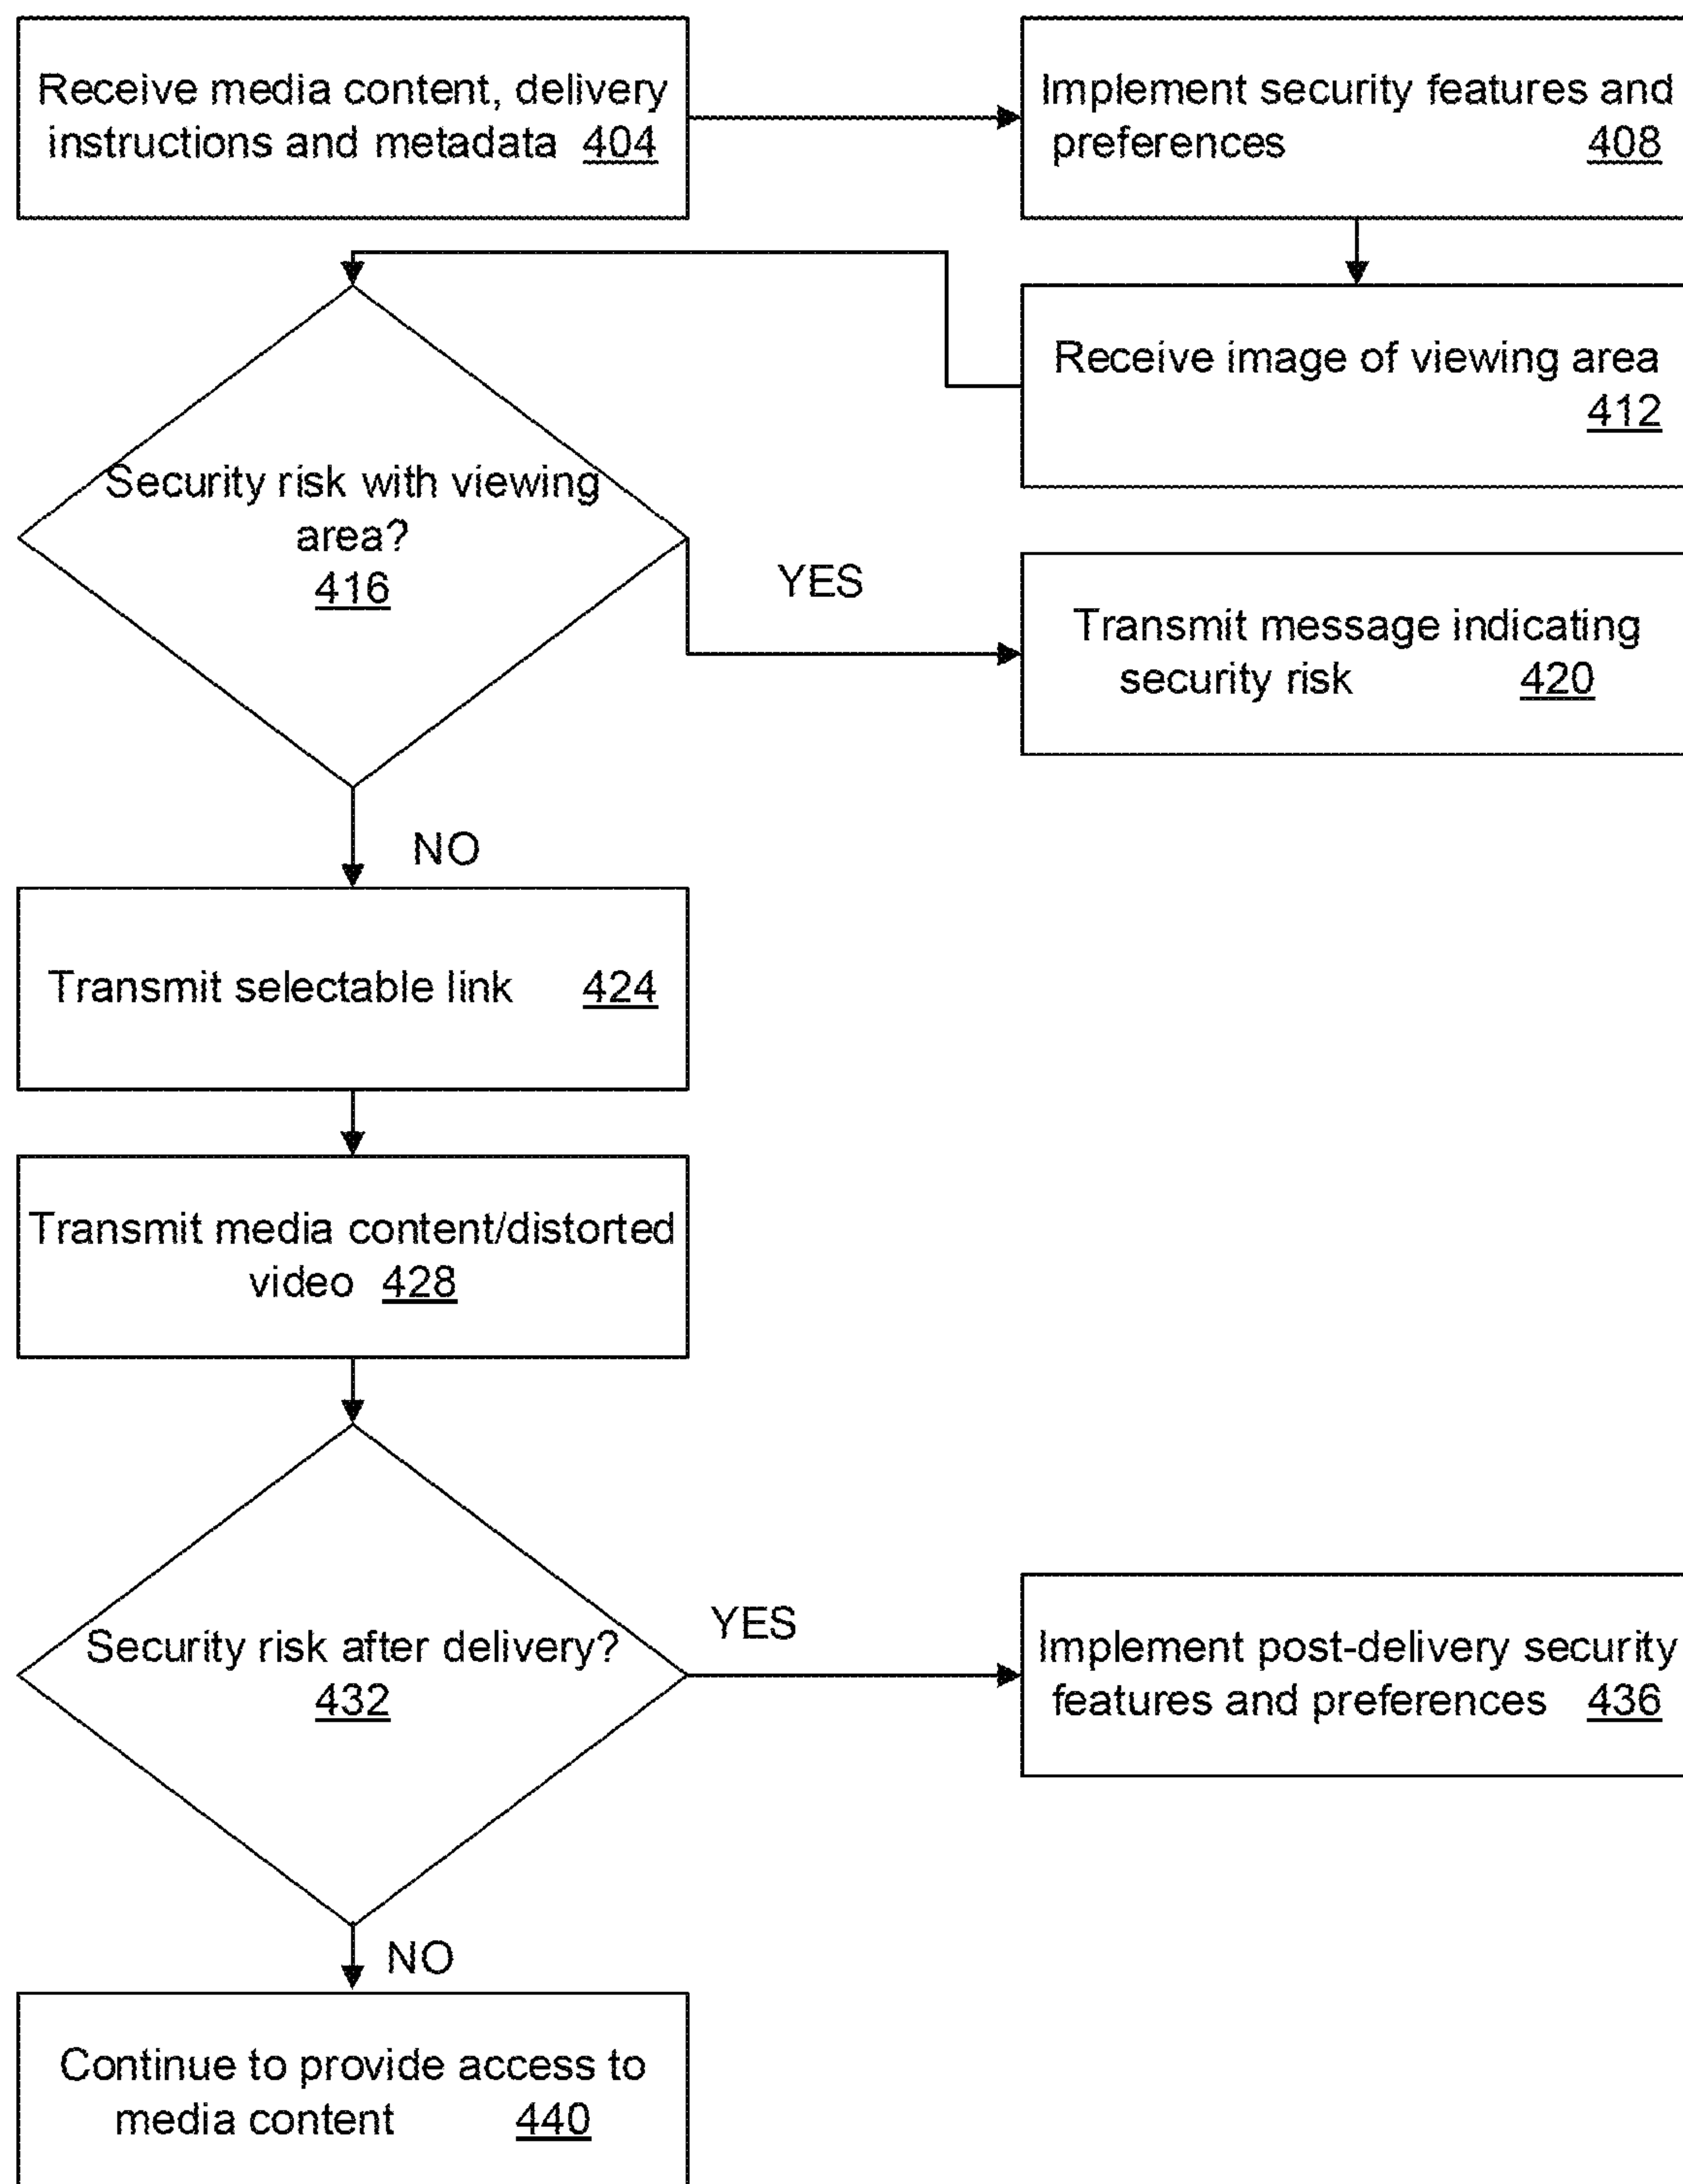 Receive media content, delivery
instructions and metadata 404
Implement security features and
preferences 408
Receive image of viewing area
412
Security risk with viewing
area?
416
YES
Transmit message indicating
security risk 420
NO
Transmit selectable link 424
Transmit media content/distorted
video 428
Security risk after delivery?
432
YES
Implement post-delivery security
features and preferences 436
NO
Continue to provide access to
media content 440